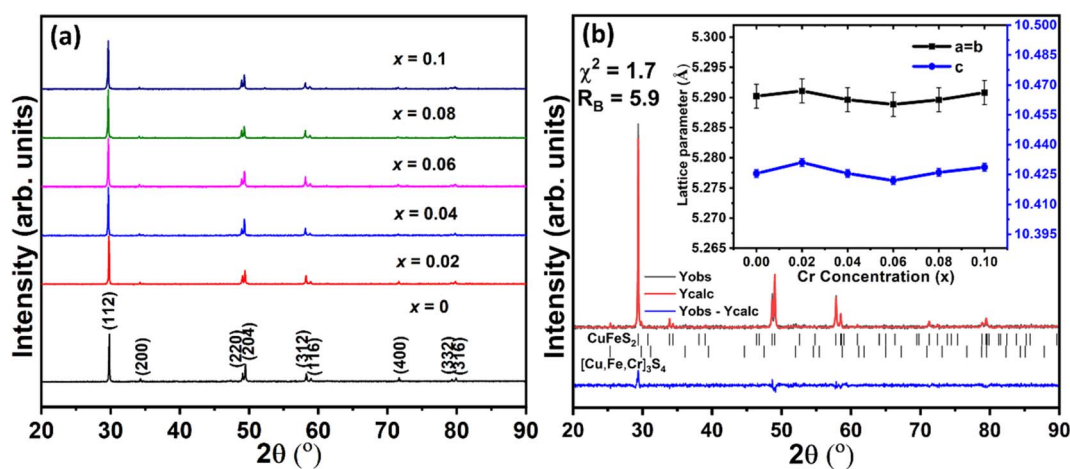 (a)
x = 0.1
x = 0.08
x = 0.06
x = 0.04
x = 0.02
x = 0
(112)
(200)
(220)
(204)
(312)
(116)
(400)
(332)
(316)
Intensity (arb. units)
20 30 40 50 60 70 80 90
2θ (°)
(b)
χ² = 1.7
R_B = 5.9
5.300
5.295
5.290
5.285
5.280
5.275
5.270
5.265
Lattice parameter (Å)
a=b
c
10.500
10.485
10.470
10.455
10.440
10.425
10.410
10.395
0.00 0.02 0.04 0.06 0.08 0.10
Cr Concentration (x)
Yobs
Ycalc
Yobs - Ycalc
CuFeS₂
[Cu,Fe,Cr]₃S₄
Intensity (arb. units)
20 30 40 50 60 70 80 90
2θ (°)